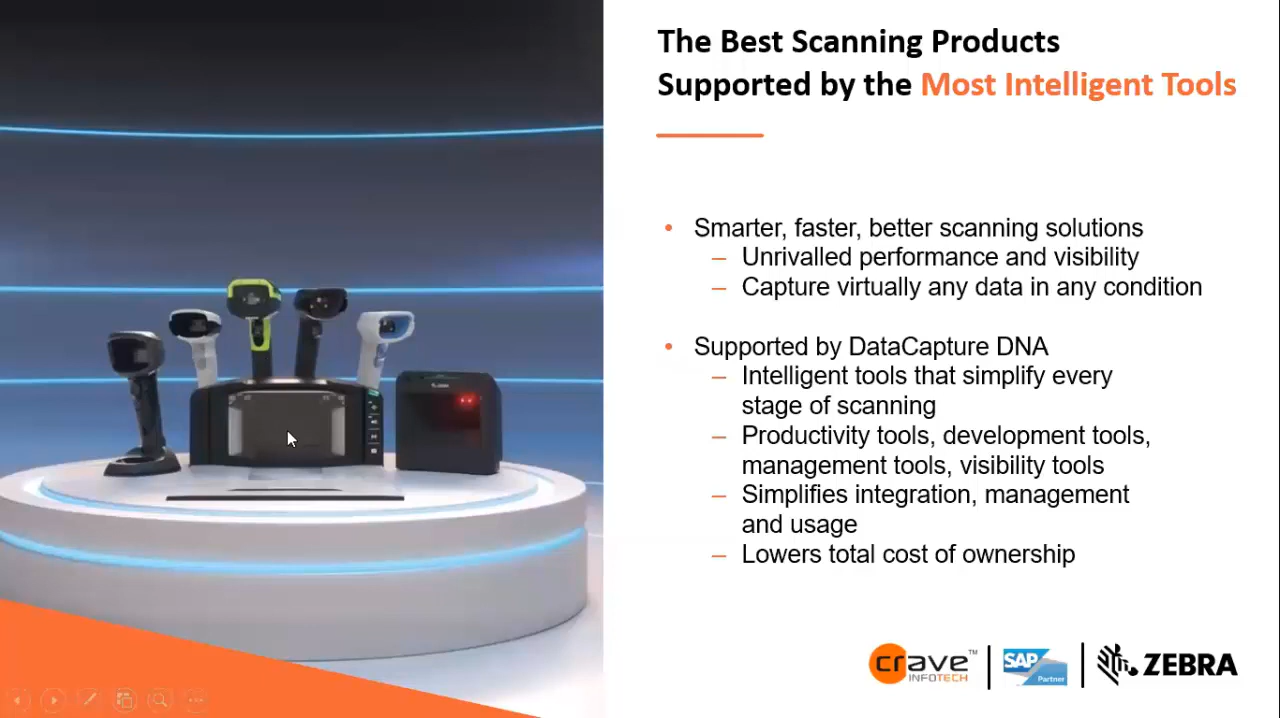 The Best Scanning Products
Supported by the Most Intelligent Tools
• Smarter, faster, better scanning solutions
– Unrivalled performance and visibility
– Capture virtually any data in any condition
• Supported by DataCapture DNA
– Intelligent tools that simplify every
stage of scanning
– Productivity tools, development tools,
management tools, visibility tools
– Simplifies integration, management
and usage
– Lowers total cost of ownership
crave™
INFOTECH
SAP
Partner
ZEBRA